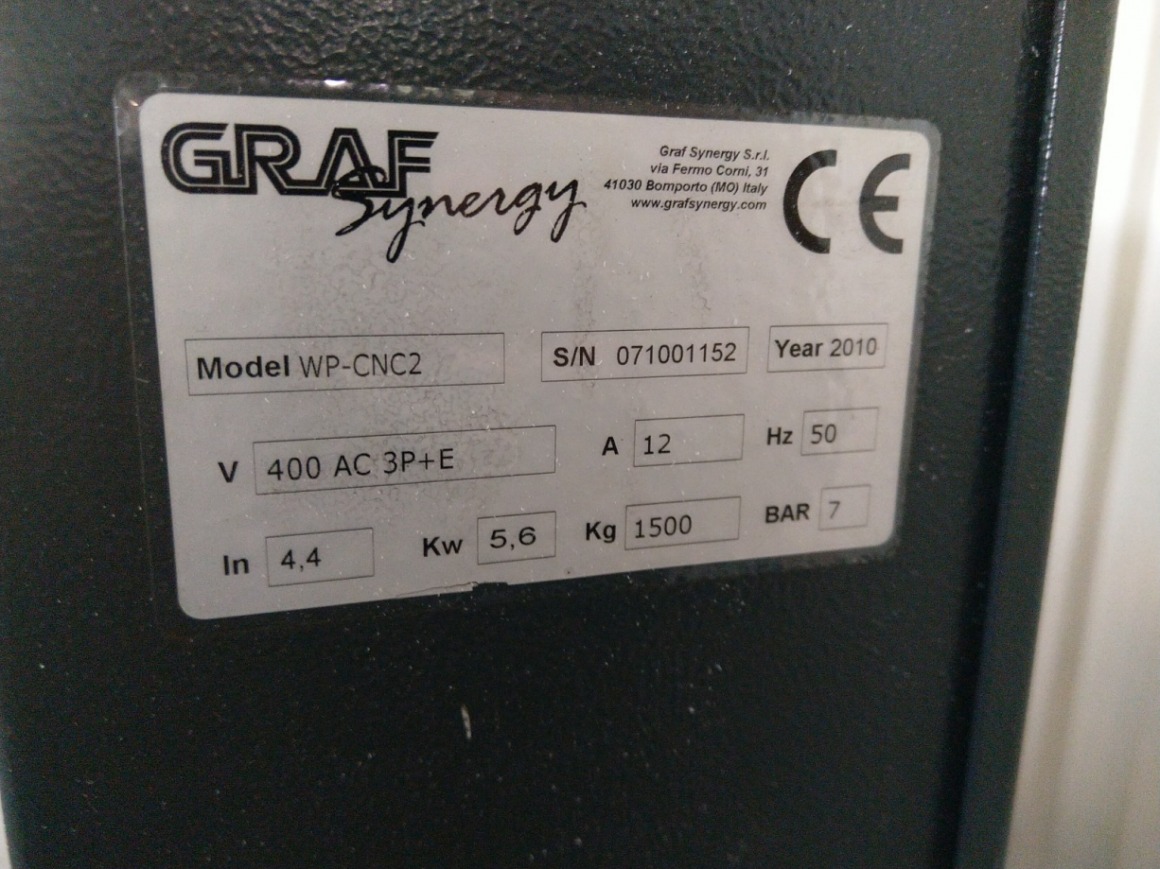 GRAF
Synergy
Graf Synergy S.r.l.
via Fermo Corni, 31
41030 Bomporto (MO) Italy
www.grafsynergy.com
CE
Model WP-CNC2
S/N 071001152
Year 2010
V 400 AC 3P+E
A 12
Hz 50
In 4,4
Kw 5,6
Kg 1500
BAR 7